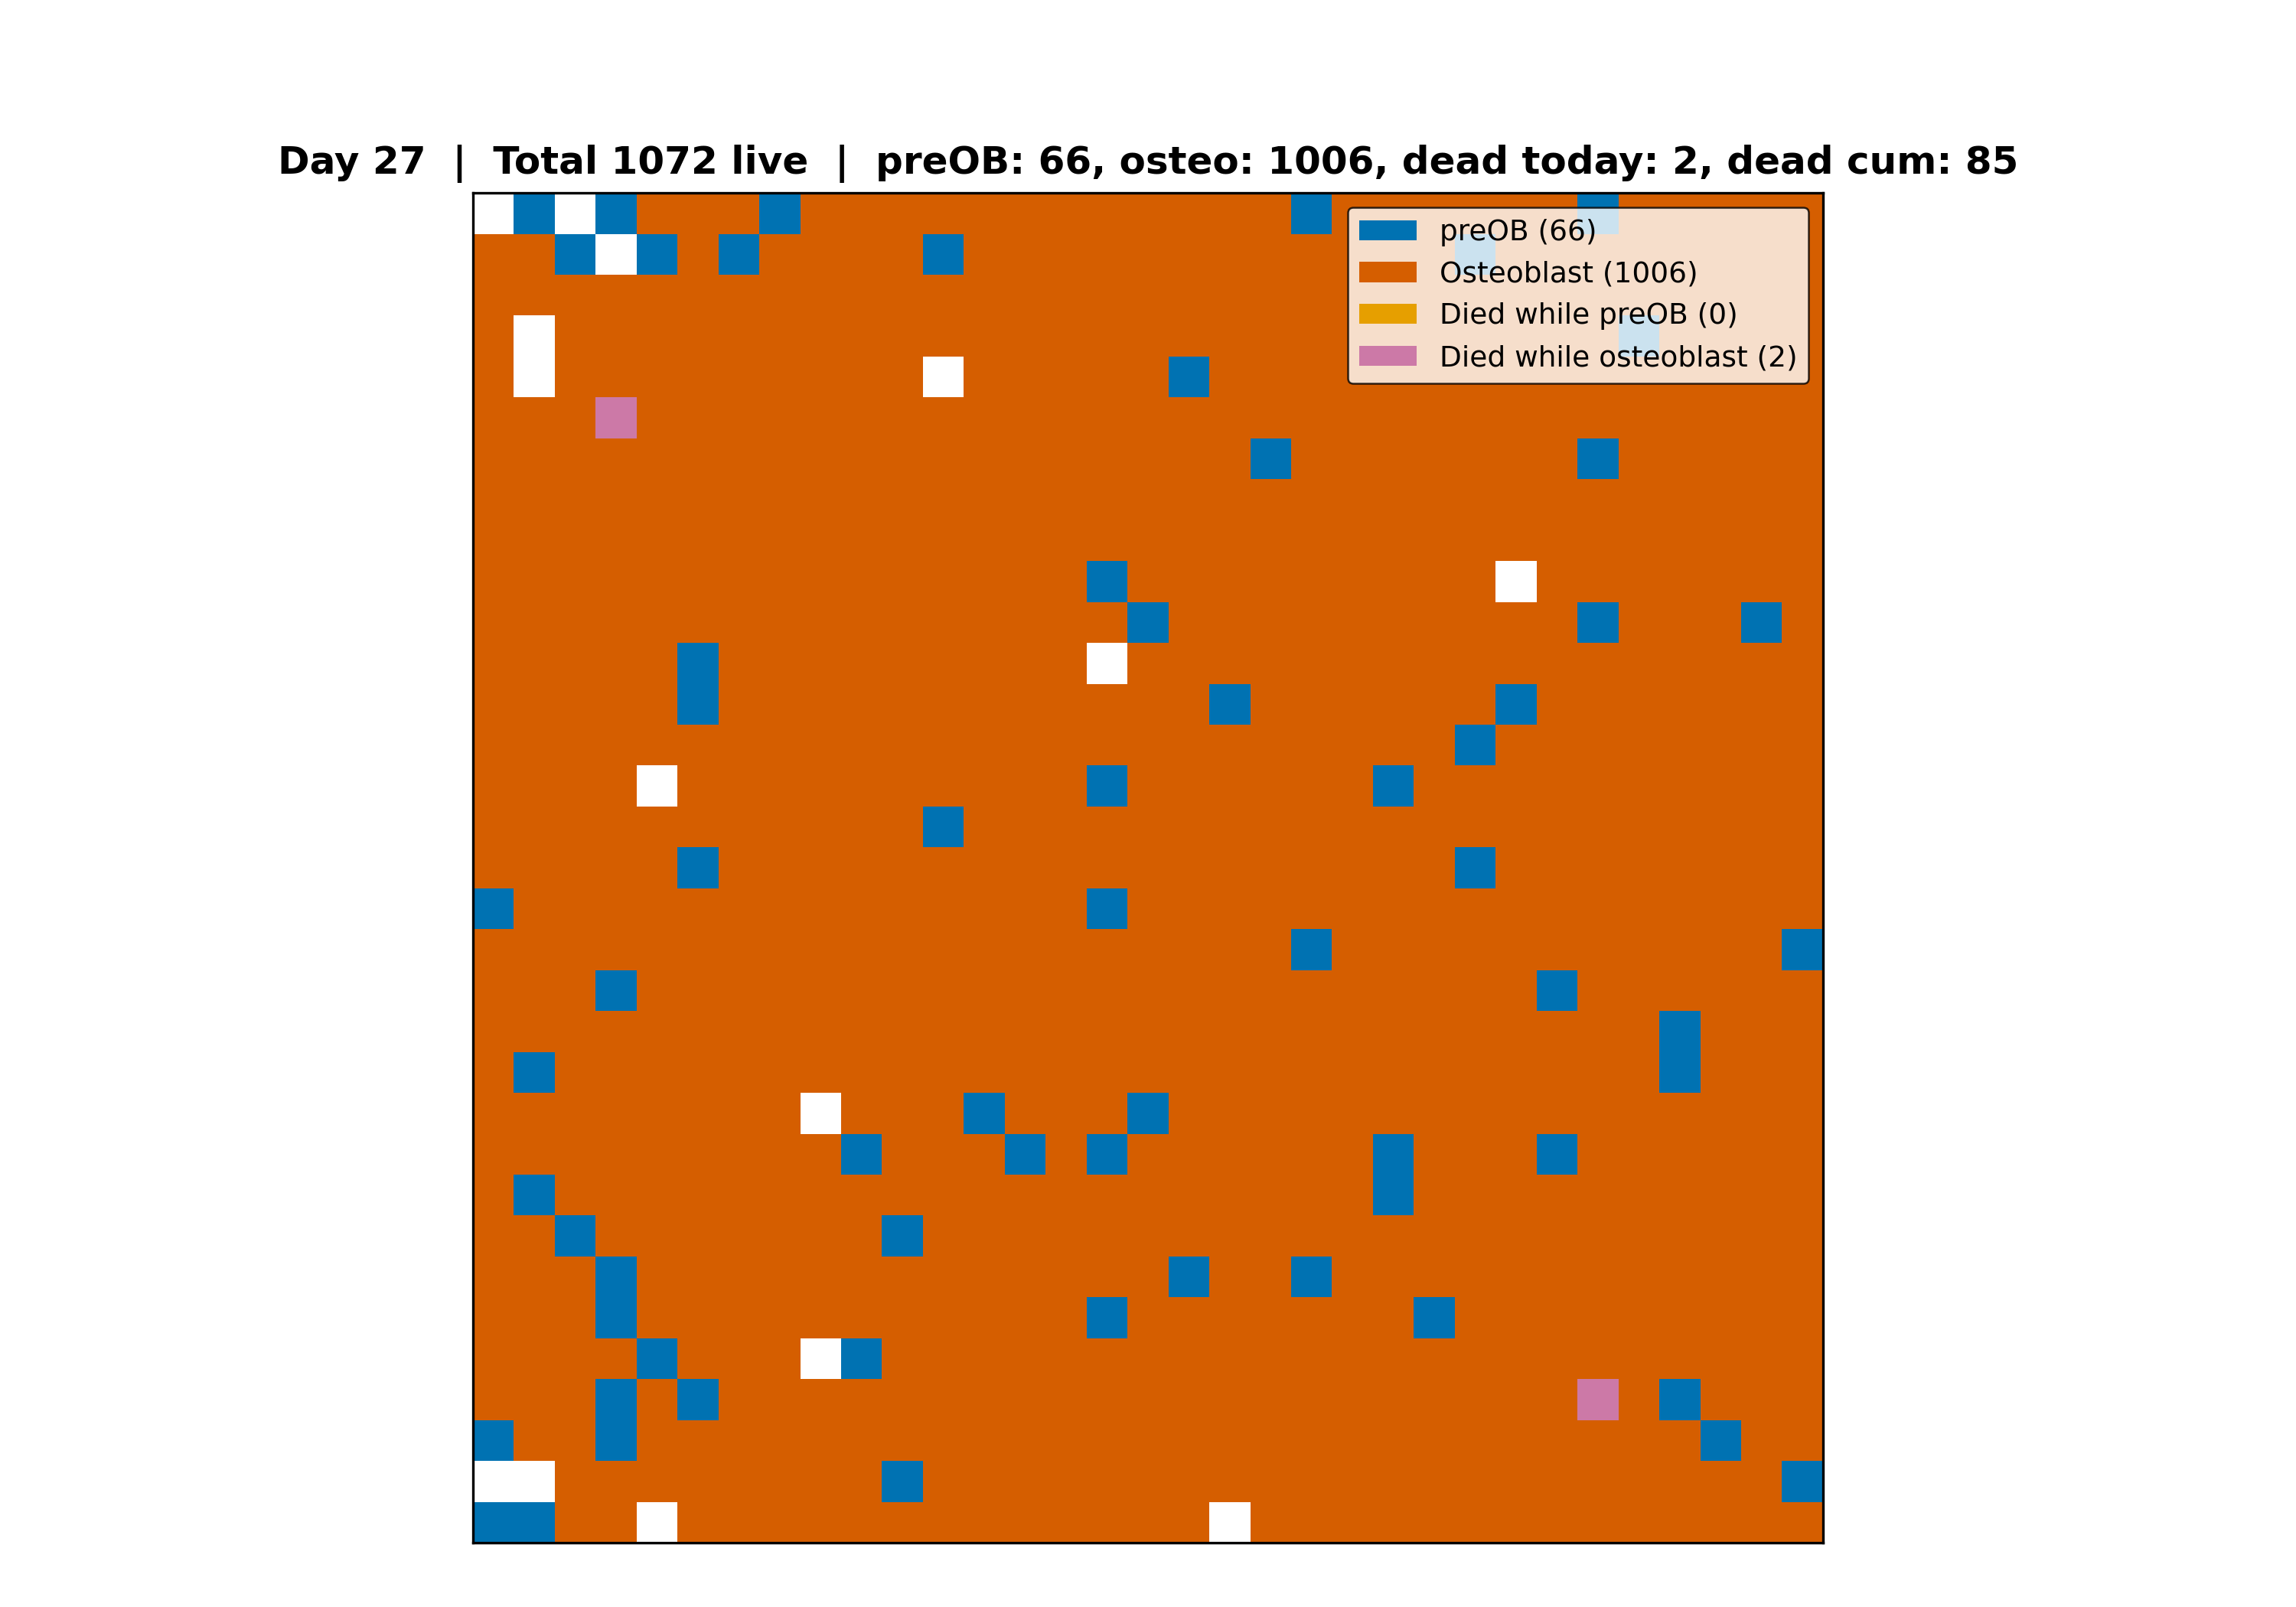 Day 27 | Total 1072 live | preOB: 66, osteo: 1006, dead today: 2, dead cum: 85
preOB (66)
Osteoblast (1006)
Died while preOB (0)
Died while osteoblast (2)